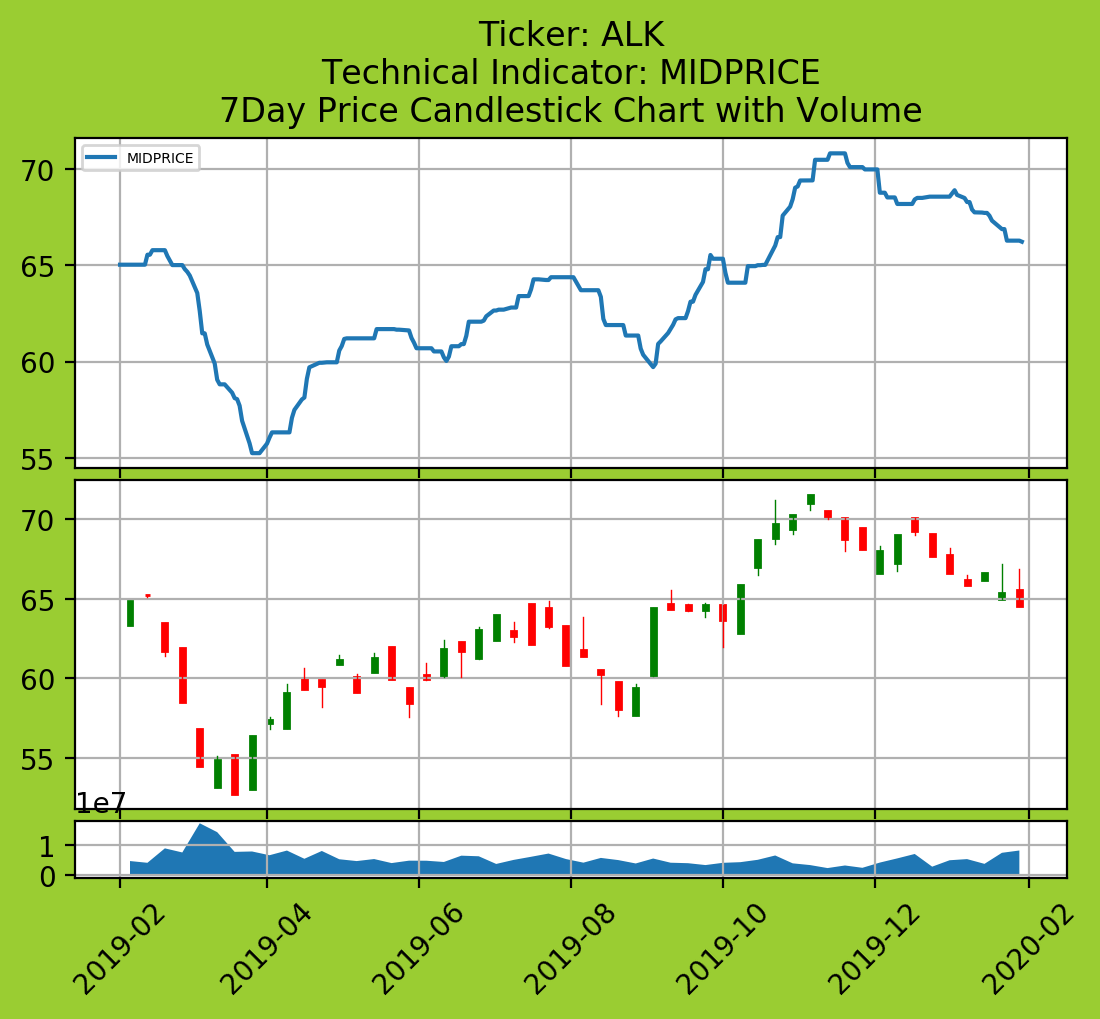 Ticker: ALK
Technical Indicator: MIDPRICE
7Day Price Candlestick Chart with Volume
MIDPRICE
70
65
60
55
70
65
60
55
1e7
1
0
2019-02 2019-04 2019-06 2019-08 2019-10 2019-12 2020-02